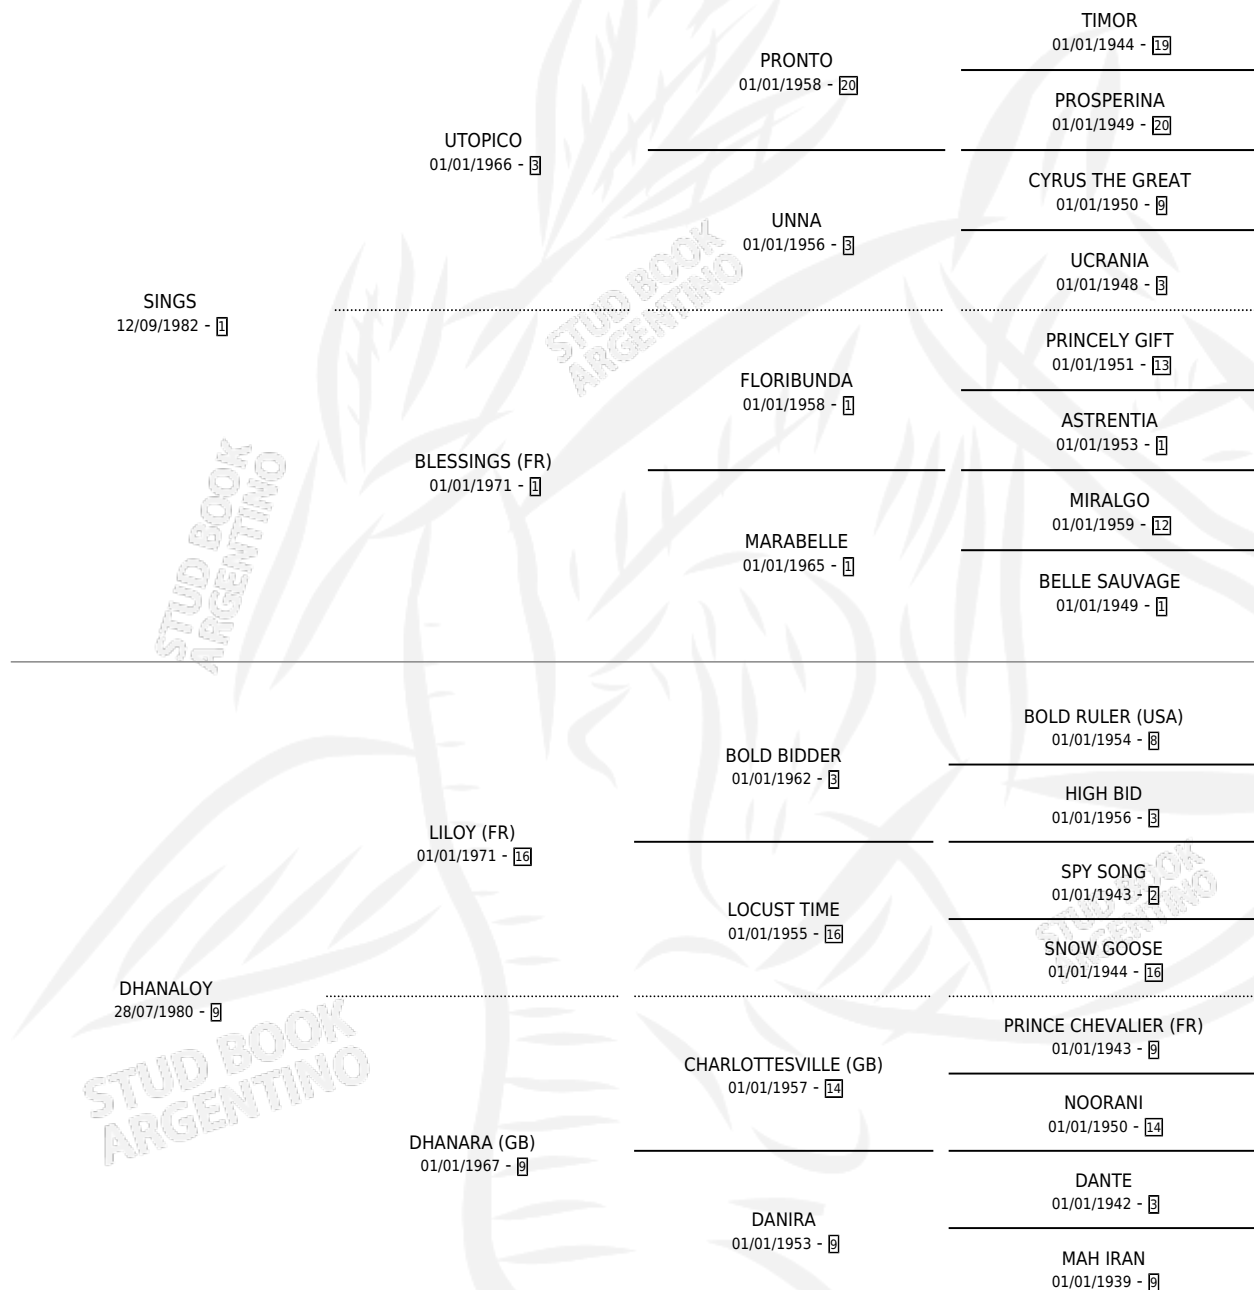 TIMOR
01/01/1944 - 19
PRONTO
01/01/1958 - 20
PROSPERINA
01/01/1949 - 20
UTOPICO
01/01/1966 - 3
CYRUS THE GREAT
01/01/1950 - 9
UNNA
01/01/1956 - 3
UCRANIA
01/01/1948 - 3
SINGS
12/09/1982 - 1
PRINCELY GIFT
01/01/1951 - 13
FLORIBUNDA
01/01/1958 - 1
ASTRENTIA
01/01/1953 - 1
BLESSINGS (FR)
01/01/1971 - 1
MIRALGO
01/01/1959 - 12
MARABELLE
01/01/1965 - 1
BELLE SAUVAGE
01/01/1949 - 1
BOLD RULER (USA)
01/01/1954 - 8
BOLD BIDDER
01/01/1962 - 3
HIGH BID
01/01/1956 - 3
LILOY (FR)
01/01/1971 - 16
SPY SONG
01/01/1943 - 2
LOCUST TIME
01/01/1955 - 16
SNOW GOOSE
01/01/1944 - 16
DHANALOY
28/07/1980 - 9
PRINCE CHEVALIER (FR)
01/01/1943 - 9
CHARLOTTESVILLE (GB)
01/01/1957 - 14
NOORANI
01/01/1950 - 14
DHANARA (GB)
01/01/1967 - 9
DANTE
01/01/1942 - 3
DANIRA
01/01/1953 - 9
MAH IRAN
01/01/1939 - 9
STUD BOOK
ARGENTINO
STUD BOOK
ARGENTINO
STUD BOOK
ARGENTINO
STUD BOOK
ARGENTINO